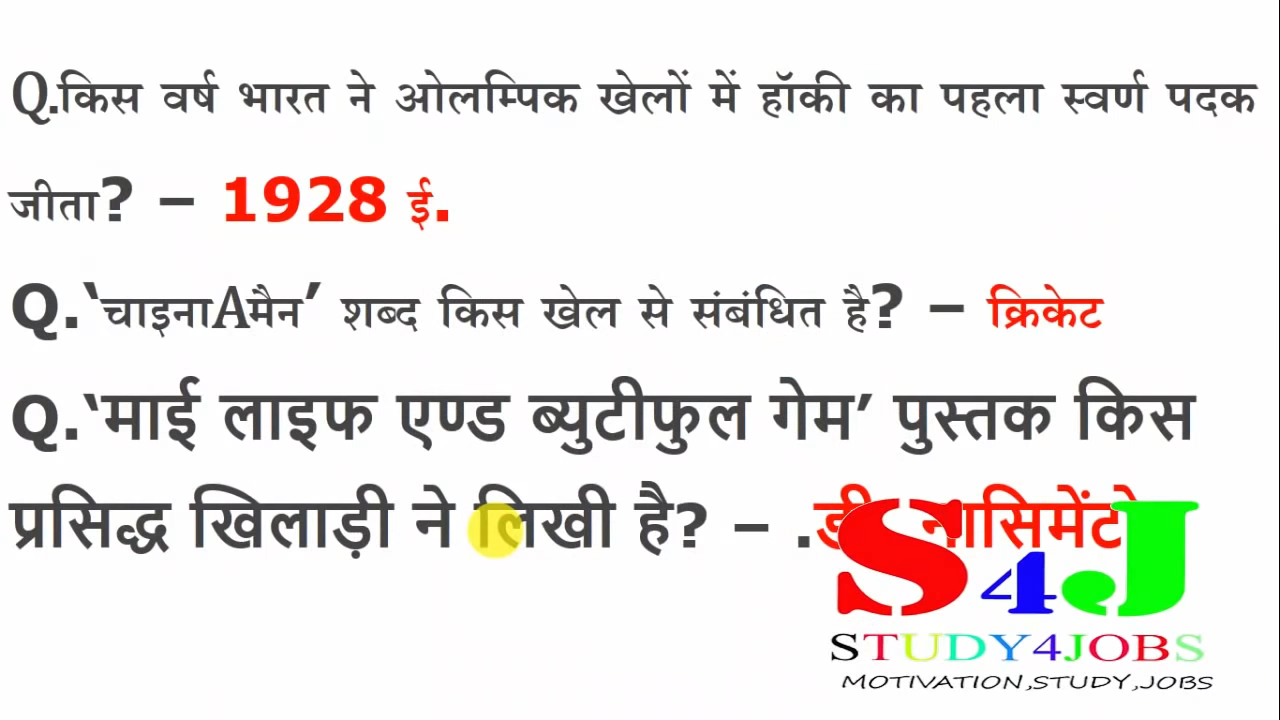 Q.किस वर्ष भारत ने ओलम्पिक खेलों में हॉकी का पहला स्वर्ण पदक
जीता? – 1928 ई.
Q.‘चाइनाAमैन’ शब्द किस खेल से संबंधित है? – क्रिकेट
Q.‘माई लाइफ एण्ड ब्युटीफुल गेम’ पुस्तक किस
प्रसिद्ध खिलाड़ी ने लिखी है? – .
S4J
STUDY4JOBS
MOTIVATION,STUDY,JOBS